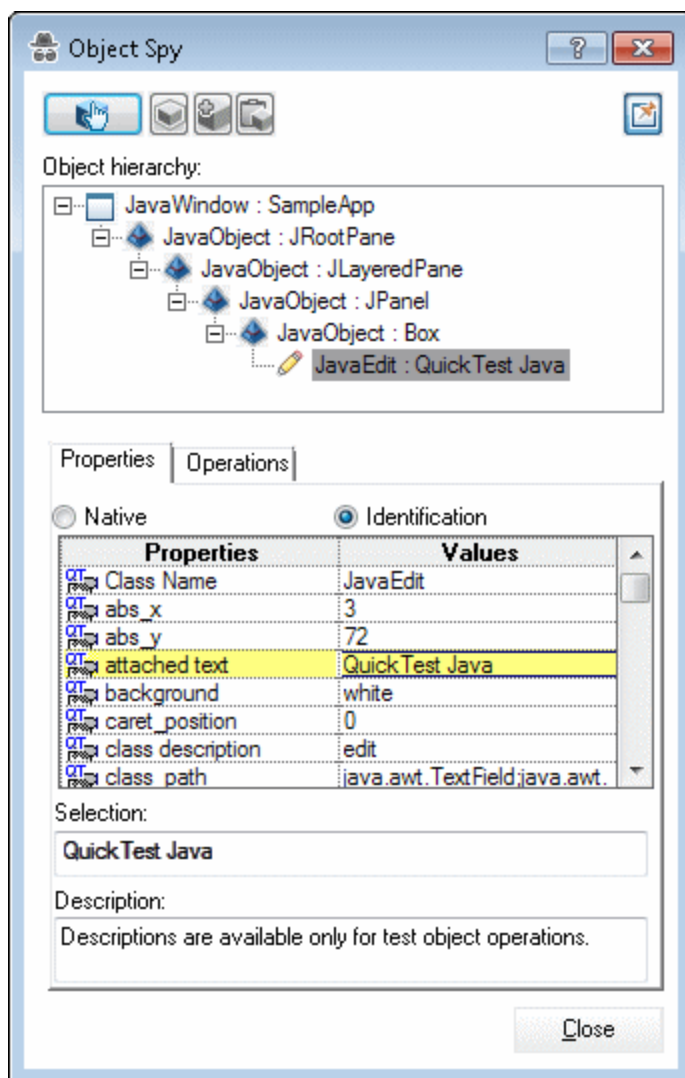 Object Spy
Object hierarchy:
JavaWindow : SampleApp
JavaObject : JRootPane
JavaObject : JLayeredPane
JavaObject : JPanel
JavaObject : Box
JavaEdit : QuickTest Java
Properties Operations
Native Identification
Properties Values
Class Name JavaEdit
abs_x 3
abs_y 72
attached text QuickTest Java
background white
caret_position 0
class description edit
class_path java.awt.TextField;java.awt.
Selection:
QuickTest Java
Description:
Descriptions are available only for test object operations.
Close